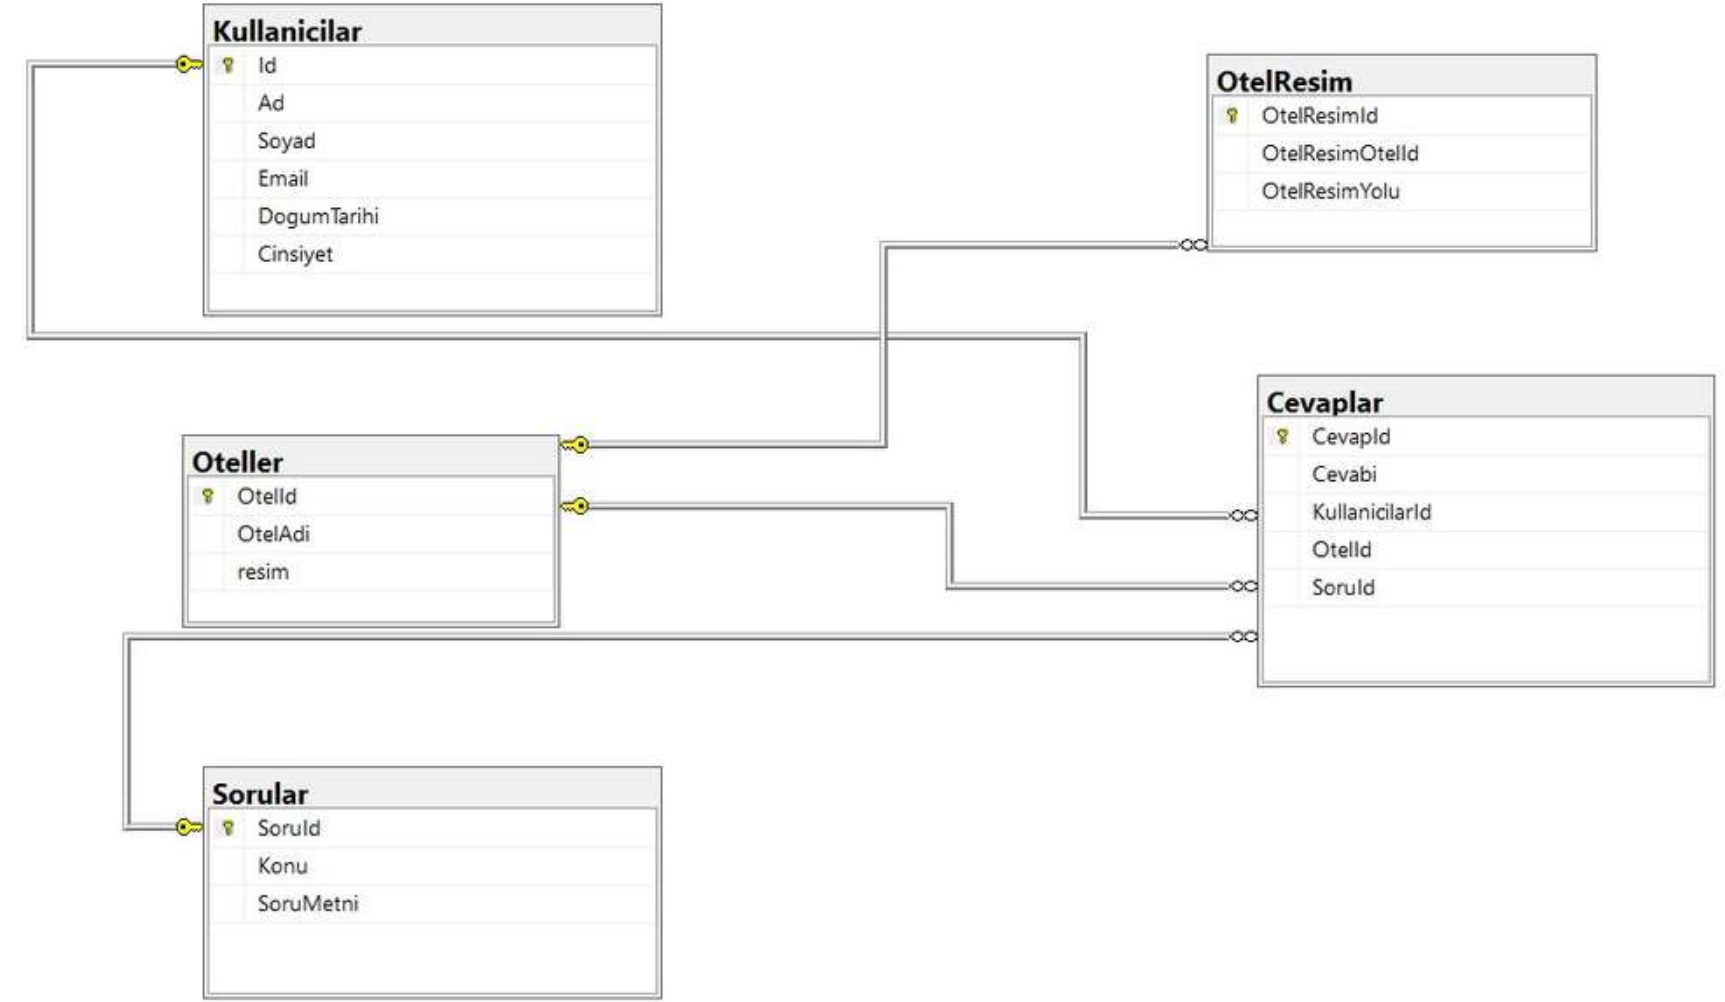 Kullanicilar
Id
Ad
Soyad
Email
DogumTarihi
Cinsiyet
OtelResim
OtelResimId
OtelResimOtelId
OtelResimYolu
Oteller
OtelId
OtelAdi
resim
Cevaplar
CevapId
Cevabi
KullanicilarId
OtelId
SoruId
Sorular
SoruId
Konu
SoruMetni